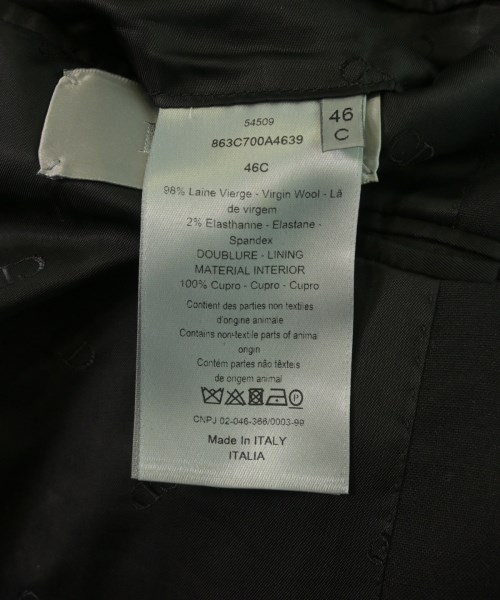 46
C
54509
863C700A4639
46C
98% Laine Vierge - Virgin Wool - Lã
de virgem
2% Elasthanne - Elastane -
Spandex
DOUBLURE - LINING
MATERIAL INTERIOR
100% Cupro - Cupro - Cupro
Contient des parties non textiles
d'origine animale
Contains non-textile parts of animal
origin
Contém partes não têxteis
de origem animal
P
CNPJ 02-046-366/0003-99
Made In ITALY
ITALIA